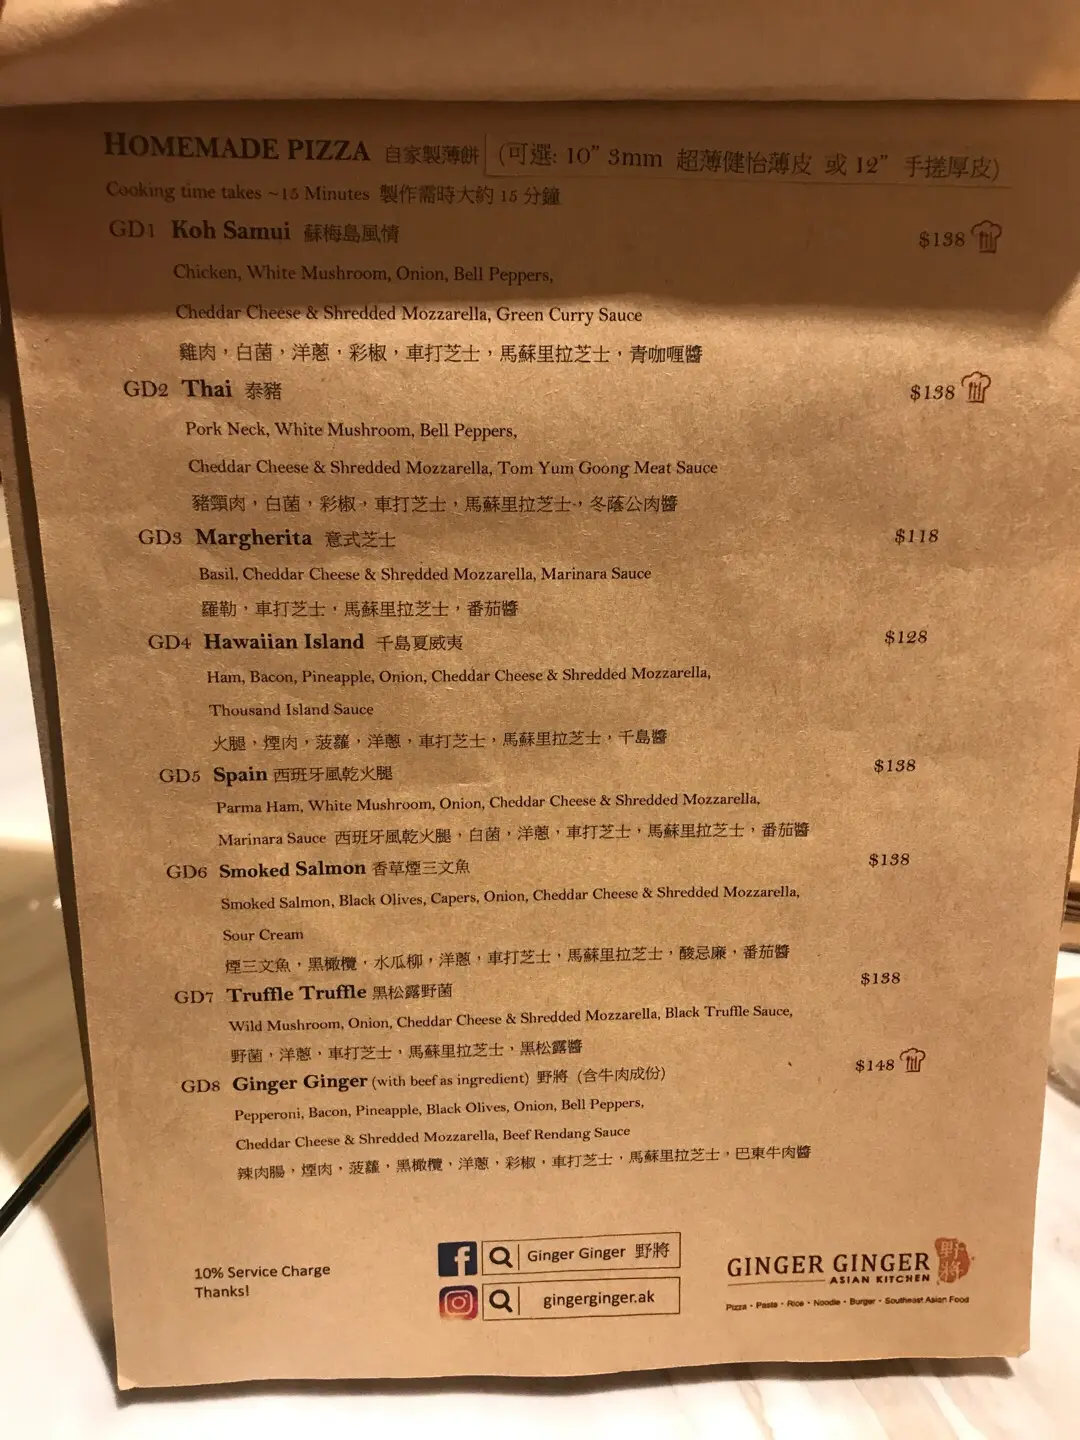 HOMEMADE PIZZA 自家製薄餅 (可選: 10” 3mm 超薄健怡薄皮 或 12” 手搓厚皮)
Cooking time takes ~15 Minutes 製作需時大約 15 分鐘
GD1 Koh Samui 蘇梅島風情 $138
Chicken, White Mushroom, Onion, Bell Peppers,
Cheddar Cheese & Shredded Mozzarella, Green Curry Sauce
雞肉，白菌，洋蔥，彩椒，車打芝士，馬蘇里拉芝士，青咖喱醬
GD2 Thai 泰豬 $138
Pork Neck, White Mushroom, Bell Peppers,
Cheddar Cheese & Shredded Mozzarella, Tom Yum Goong Meat Sauce
豬頸肉，白菌，彩椒，車打芝士，馬蘇里拉芝士，冬蔭公肉醬
GD3 Margherita 意式芝士 $118
Basil, Cheddar Cheese & Shredded Mozzarella, Marinara Sauce
羅勒，車打芝士，馬蘇里拉芝士，番茄醬
GD4 Hawaiian Island 千島夏威夷 $128
Ham, Bacon, Pineapple, Onion, Cheddar Cheese & Shredded Mozzarella,
Thousand Island Sauce
火腿，煙肉，菠蘿，洋蔥，車打芝士，馬蘇里拉芝士，千島醬
GD5 Spain 西班牙風乾火腿 $138
Parma Ham, White Mushroom, Onion, Cheddar Cheese & Shredded Mozzarella,
Marinara Sauce 西班牙風乾火腿，白菌，洋蔥，車打芝士，馬蘇里拉芝士，番茄醬
GD6 Smoked Salmon 香草煙三文魚 $138
Smoked Salmon, Black Olives, Capers, Onion, Cheddar Cheese & Shredded Mozzarella,
Sour Cream
煙三文魚，黑橄欖，水瓜柳，洋蔥，車打芝士，馬蘇里拉芝士，酸忌廉，番茄醬
GD7 Truffle Truffle 黑松露野菌 $138
Wild Mushroom, Onion, Cheddar Cheese & Shredded Mozzarella, Black Truffle Sauce,
野菌，洋蔥，車打芝士，馬蘇里拉芝士，黑松露醬
GD8 Ginger Ginger (with beef as ingredient) 野將 (含牛肉成份) $148
Pepperoni, Bacon, Pineapple, Black Olives, Onion, Bell Peppers,
Cheddar Cheese & Shredded Mozzarella, Beef Rendang Sauce
辣肉腸，煙肉，菠蘿，黑橄欖，洋蔥，彩椒，車打芝士，馬蘇里拉芝士，巴東牛肉醬
10% Service Charge
Thanks!
Ginger Ginger 野將
gingerginger.ak
GINGER GINGER 野將
ASIAN KITCHEN
Pizza · Pasta · Rice · Noodle · Burger · Southeast Asian Food